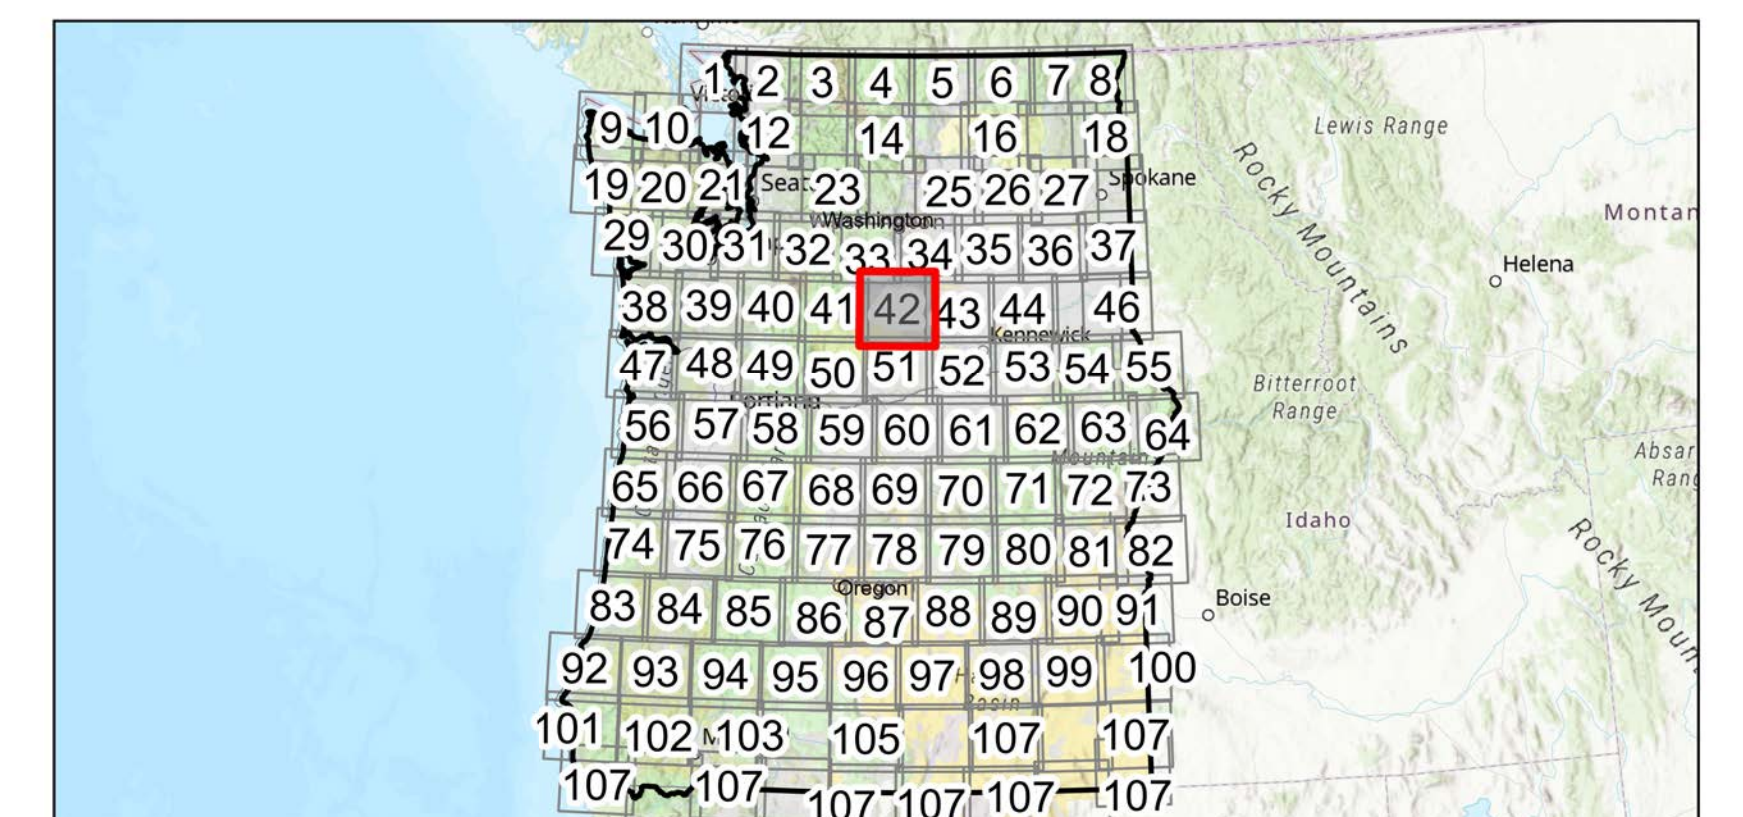 1 2 3 4 5 6 7 8
Lewis Range
9 10 12 14 16 18
Rocky Mountains
19 20 21 23 25 26 27 Spokane
Washington
Montan
29 30 31 32 33 34 35 36 37
Helena
38 39 40 41 42 43 44 46
Kennewick
47 48 49 50 51 52 53 54 55
Portland
Bitterroot
Range
56 57 58 59 60 61 62 63 64
Mountain
Absar
Rang
65 66 67 68 69 70 71 72 73
Idaho
Rocky Mount
74 75 76 77 78 79 80 81 82
Oregon
Boise
83 84 85 86 87 88 89 90 91
92 93 94 95 96 97 98 99 100
Basin
101 102 103 105 107 107
107 107 107 107 107 107